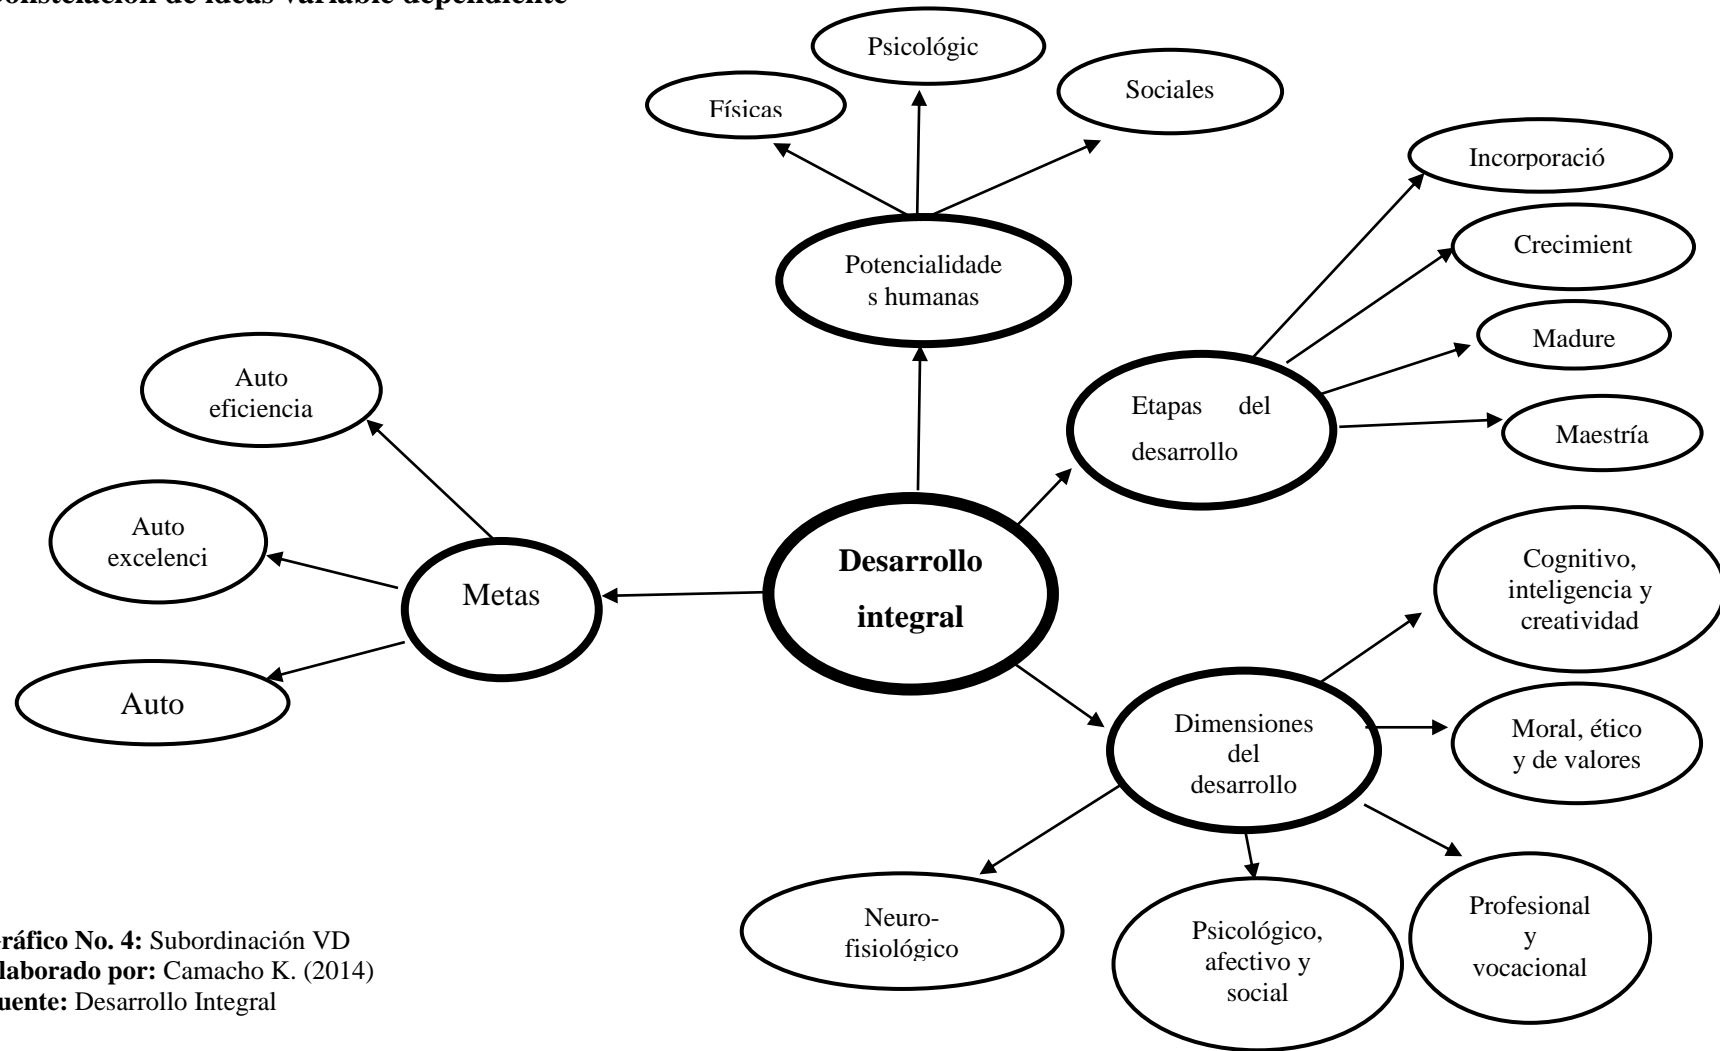 onstelación de ideas variable dependiente
Psicológic
Físicas
Sociales
Incorporació
Crecimient
Madure
Maestría
Potencialidade
s humanas
Etapas del
desarrollo
Auto
eficiencia
Auto
excelenci
Auto
Metas
Desarrollo
integral
Dimensiones
del
desarrollo
Cognitivo,
inteligencia y
creatividad
Moral, ético
y de valores
Profesional
y
vocacional
Psicológico,
afectivo y
social
Neuro-
fisiológico
ráfico No. 4: Subordinación VD
laborado por: Camacho K. (2014)
uente: Desarrollo Integral